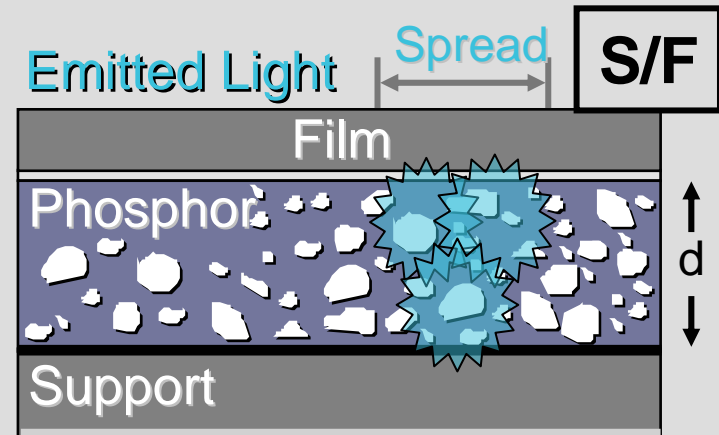 Spread
S/F
Emitted Light
Film
Phosphor
d
Support